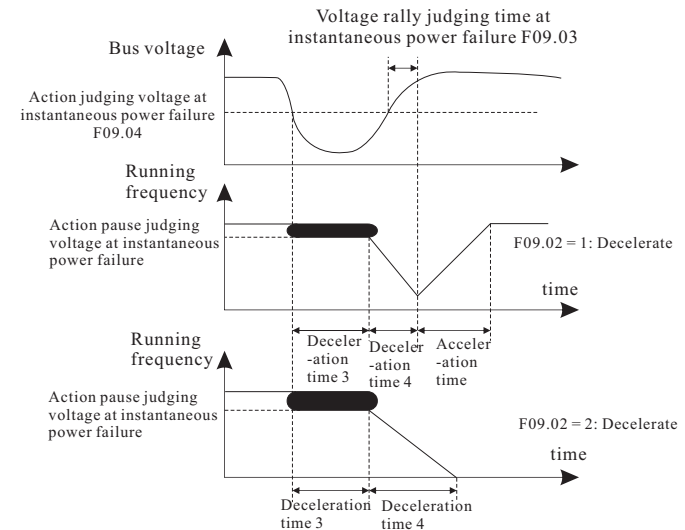 Voltage rally judging time at
instantaneous power failure F09.03
Bus voltage
Action judging voltage at
instantaneous power failure
F09.04
Running
frequency
Action pause judging
voltage at instantaneous
power failure
F09.02 = 1: Decelerate
time
Deceler
-ation
time 3
Deceler
-ation
time 4
Acceler
-ation
time
Running
frequency
Action pause judging
voltage at instantaneous
power failure
F09.02 = 2: Decelerate
time
Deceleration
time 3
Deceleration
time 4